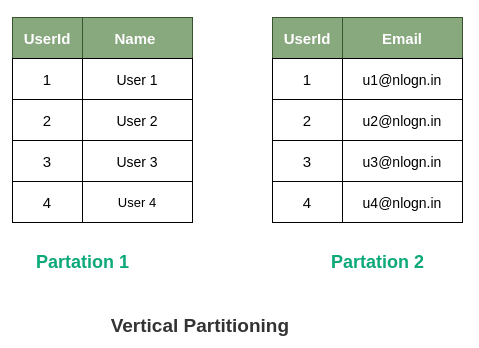 UserId Name
1 User 1
2 User 2
3 User 3
4 User 4
Partation 1
UserId Email
1 u1@nlogn.in
2 u2@nlogn.in
3 u3@nlogn.in
4 u4@nlogn.in
Partation 2
Vertical Partitioning